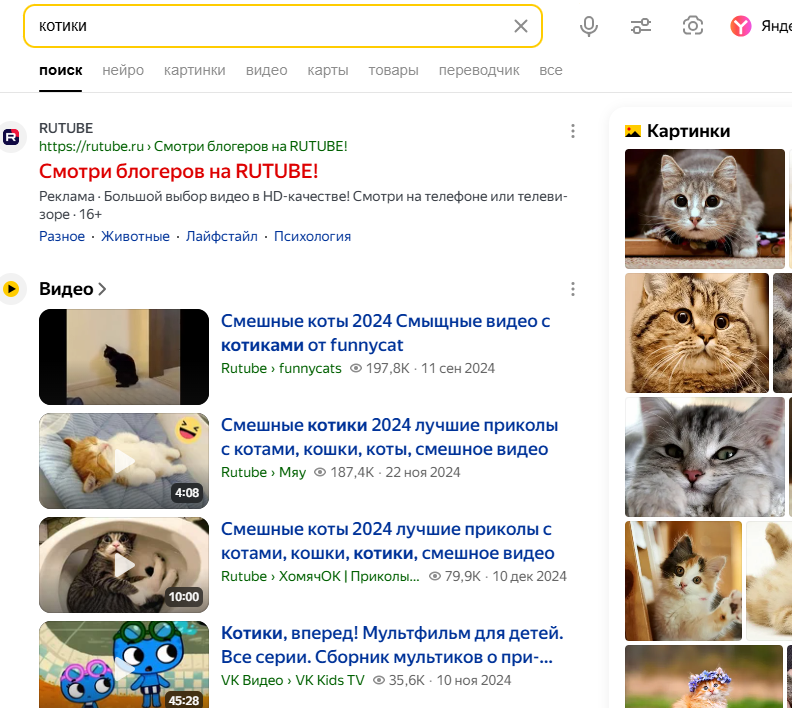 котики
Янде
поиск нейро картинки видео карты товары переводчик все
RUTUBE
https://rutube.ru › Смотри блогеров на RUTUBE!
Смотри блогеров на RUTUBE!
Реклама · Большой выбор видео в HD-качестве! Смотри на телефоне или телеви-
зоре · 16+
Разное · Животные · Лайфстайл · Психология
Видео
Смешные коты 2024 Смыщные видео с
котиками от funnycat
Rutube › funnycats 197,8K · 11 сен 2024
4:08
Смешные котики 2024 лучшие приколы
с котами, кошки, коты, смешное видео
Rutube › Мяу 187,4K · 22 ноя 2024
10:00
Смешные коты 2024 лучшие приколы с
котами, кошки, котики, смешное видео
Rutube › ХомячОК | Приколы... 79,9K · 10 дек 2024
45:28
Котики, вперед! Мультфильм для детей.
Все серии. Сборник мультиков о при-...
VK Видео › VK Kids TV 35,6K · 10 ноя 2024
Картинки